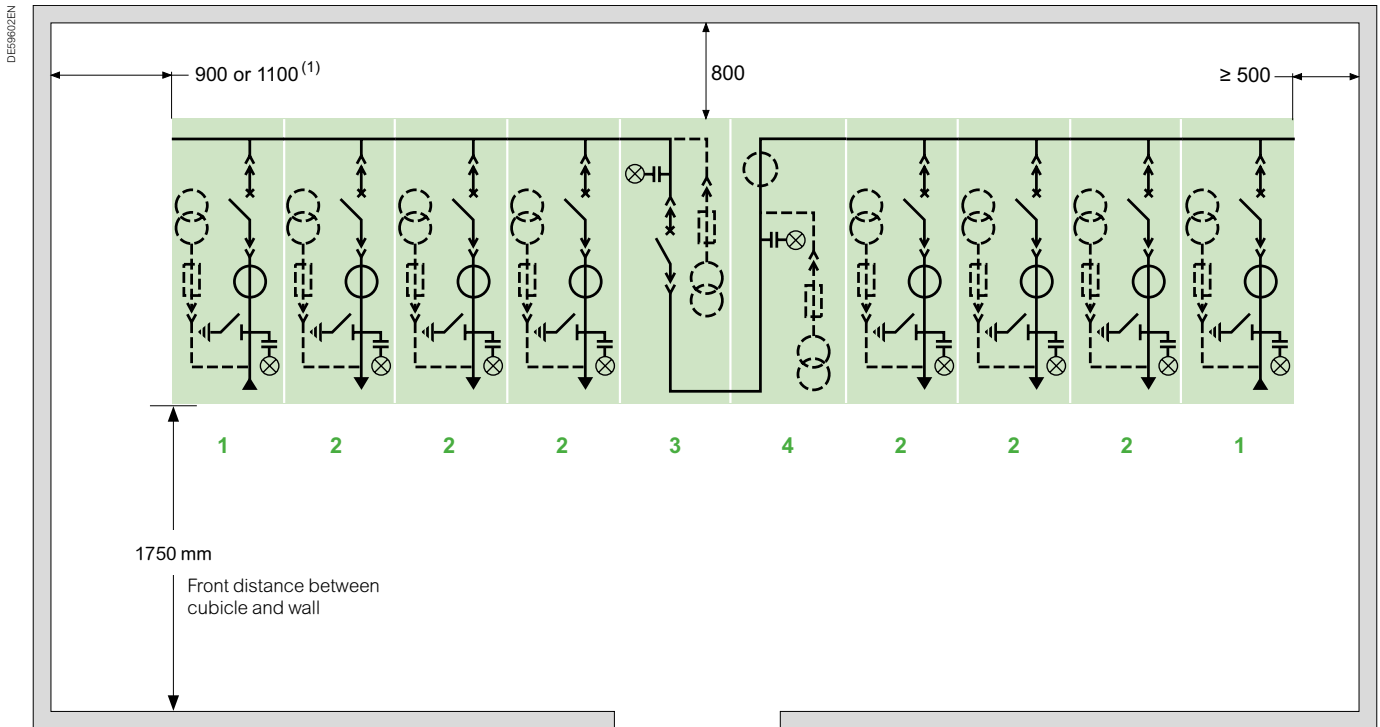 DE59602EN
900 or 1100 (1)
800
≥ 500
1 2 2 2 3 4 2 2 2 1
1750 mm
Front distance between
cubicle and wall